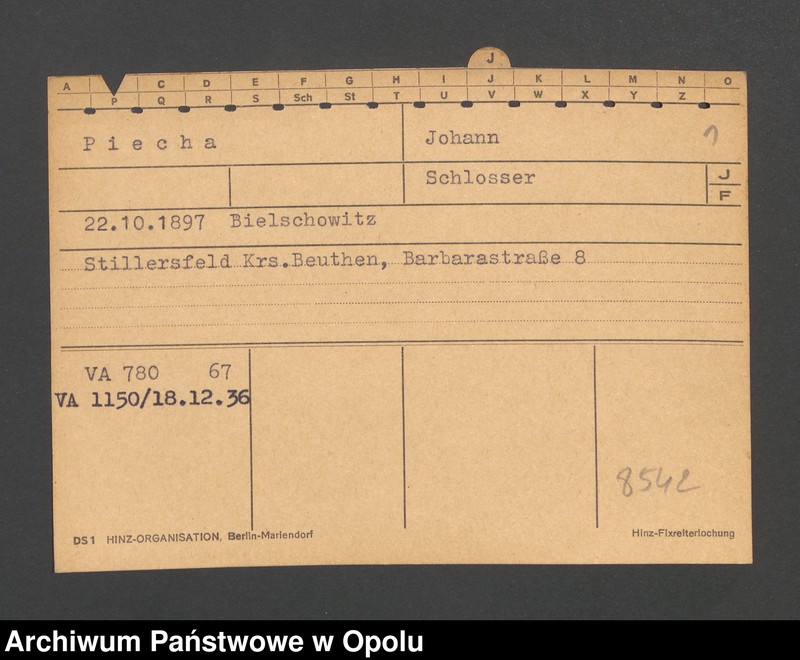 J
A C D E F G H I J K L M N O
P Q R S Sch St T U V W X Y Z
Piecha Johann 1
Schlosser J
F
22.10.1897 Bielschowitz
Stillersfeld Krs.Beuthen, Barbarastraße 8
VA 780 67
VA 1150/18.12.36
8542
DS1 HINZ-ORGANISATION, Berlin-Mariendorf Hinz-Fixreiterlochung
Archiwum Państwowe w Opolu